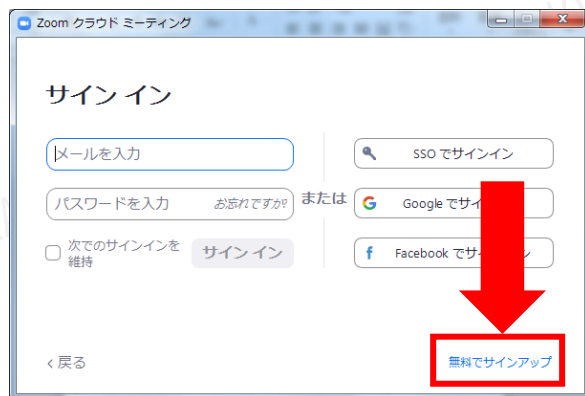 Zoom クラウド ミーティング
サイン イン
メールを入力
パスワードを入力 お忘れですか?
次でのサインインを
維持
サイン イン
または
SSO でサインイン
Google でサイ
Facebook でサ ン
< 戻る
無料でサインアップ